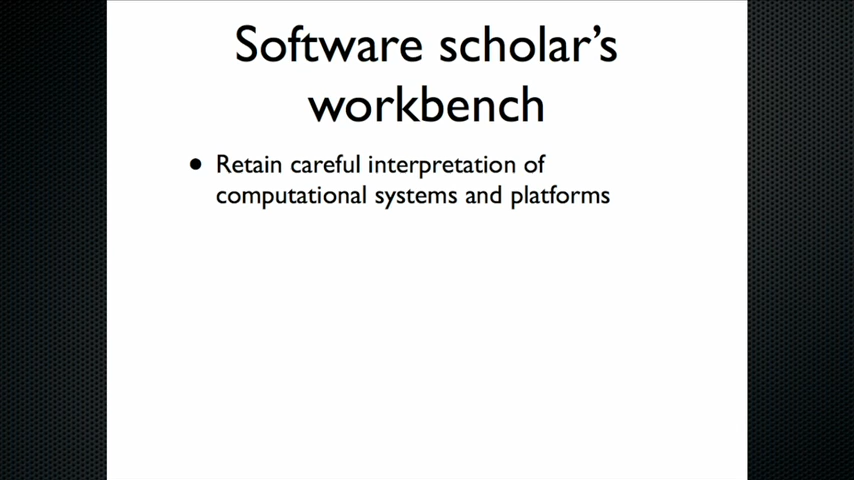 Software scholar’s
workbench
• Retain careful interpretation of
computational systems and platforms